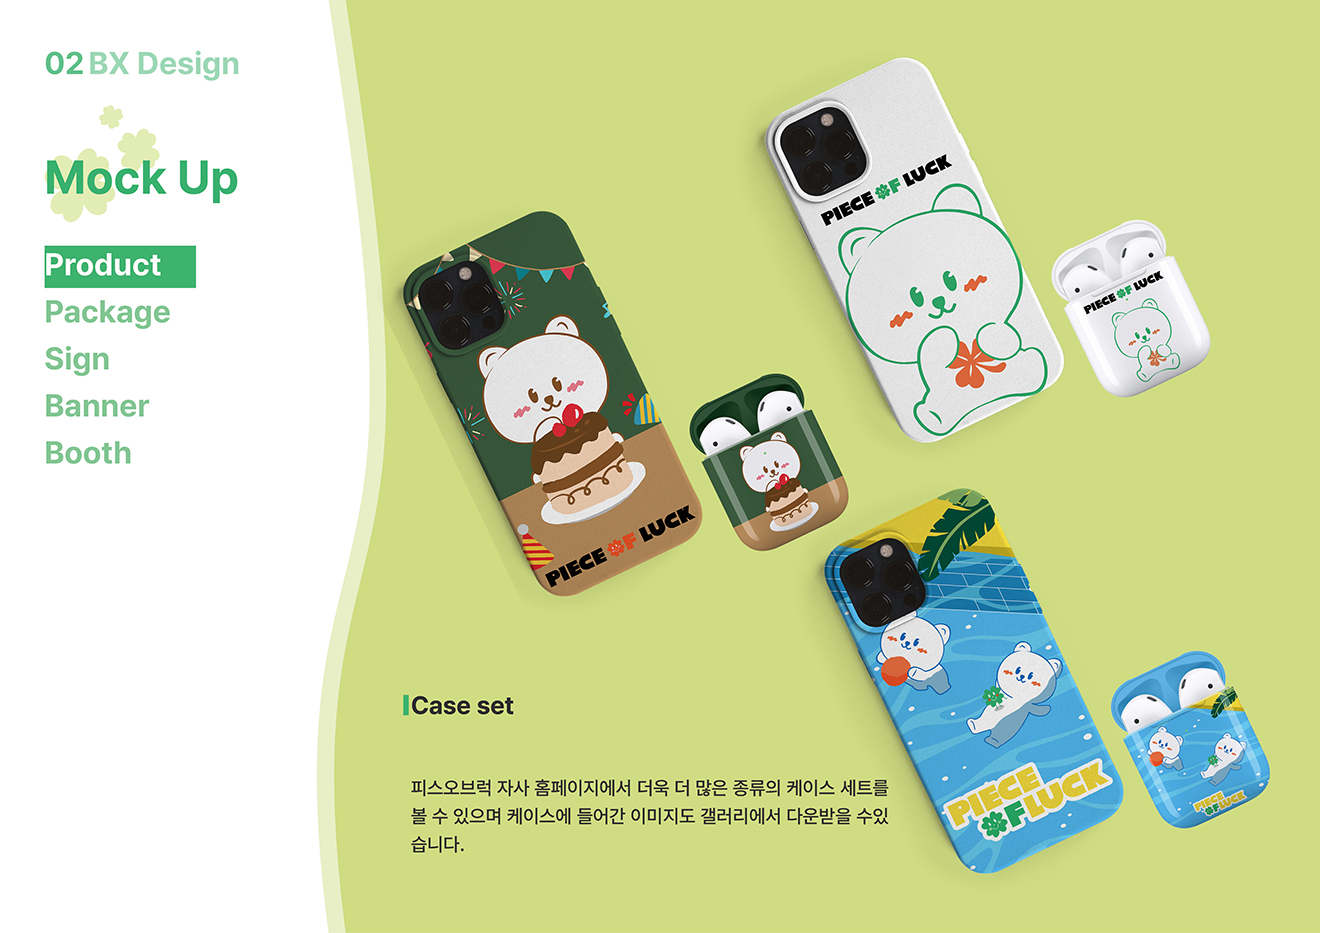 02 BX Design
Mock Up
Product
Package
Sign
Banner
Booth
PIECE OF LUCK
PIECE OF LUCK
PIECE OF LUCK
PIECE
OF LUCK
PIECE
OF LUCK
Case set
피스오브럭 자사 홈페이지에서 더욱 더 많은 종류의 케이스 세트를
볼 수 있으며 케이스에 들어간 이미지도 갤러리에서 다운받을 수있
습니다.